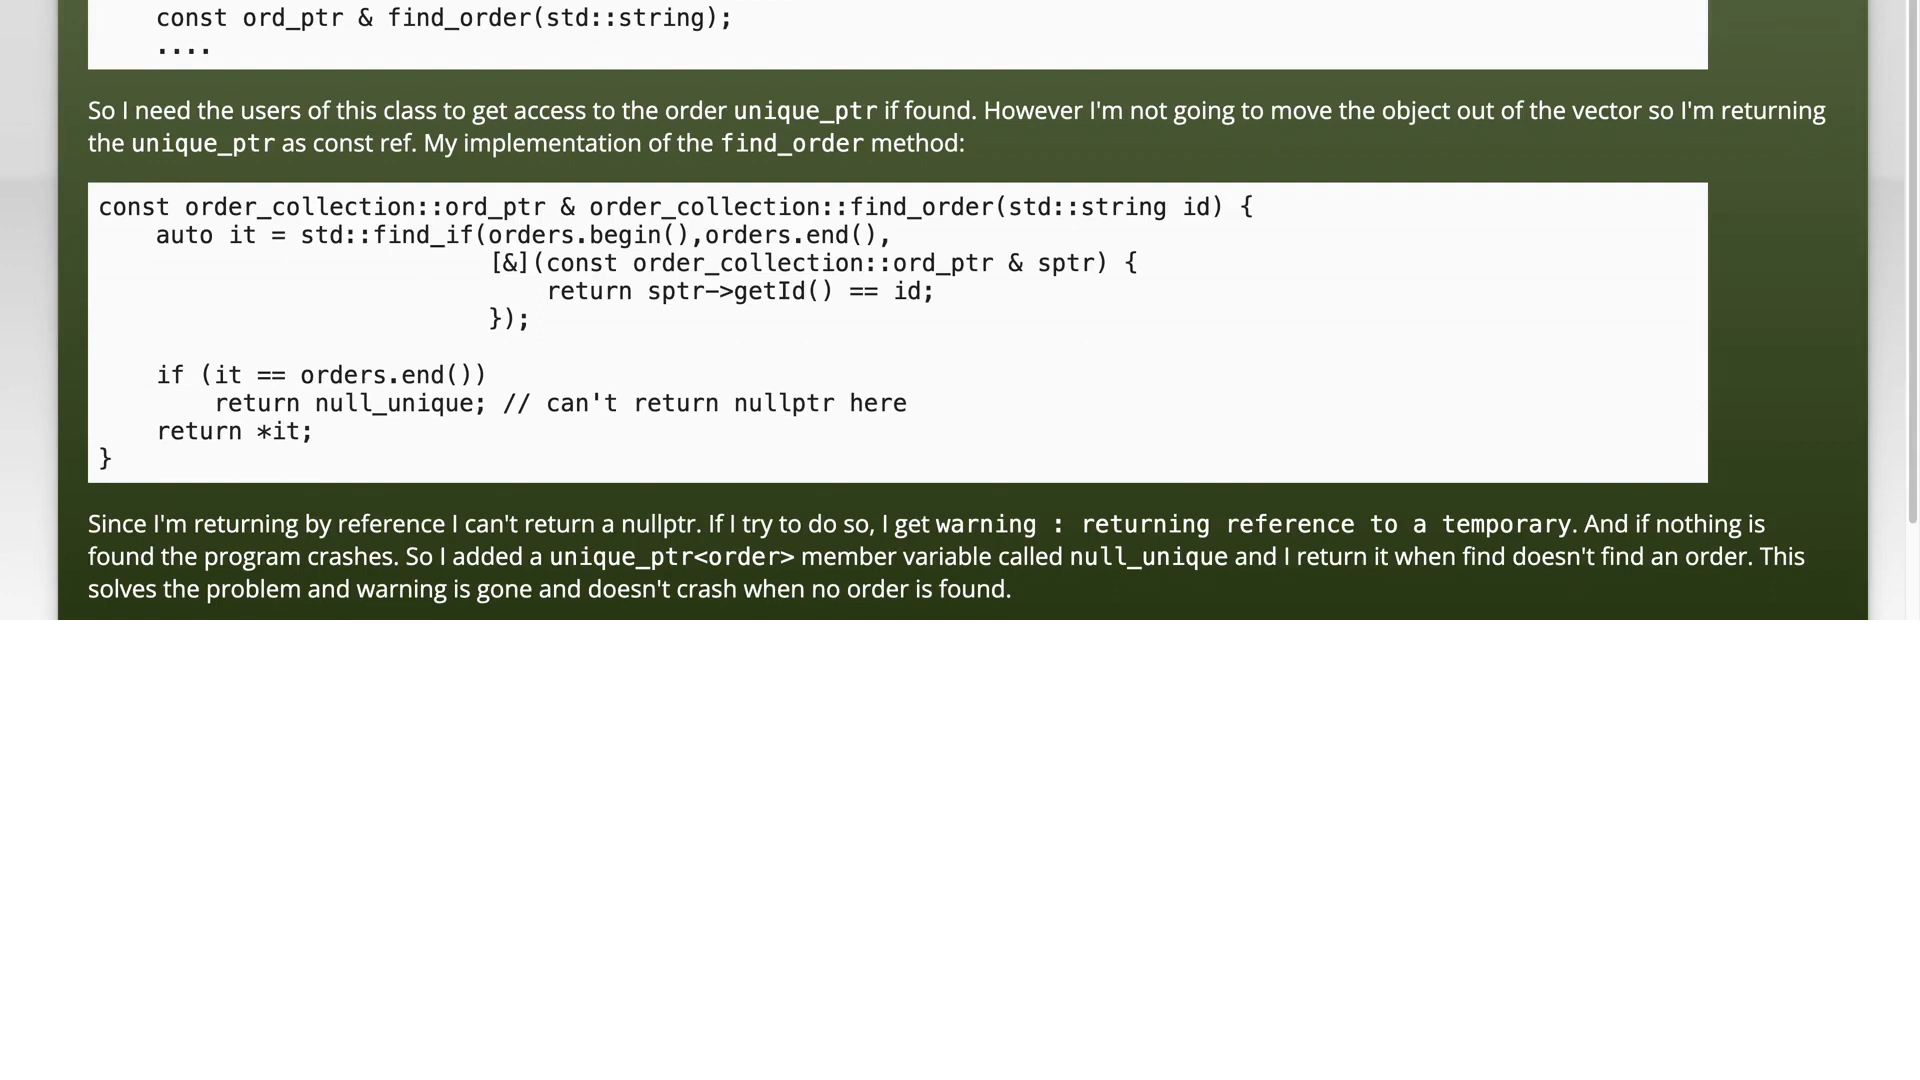 const ord_ptr & find_order(std::string);
....
So I need the users of this class to get access to the order unique_ptr if found. However I'm not going to move the object out of the vector so I'm returning
the unique_ptr as const ref. My implementation of the find_order method:
const order_collection::ord_ptr & order_collection::find_order(std::string id) {
    auto it = std::find_if(orders.begin(),orders.end(),
                           [&](const order_collection::ord_ptr & sptr) {
                               return sptr->getId() == id;
                           });
    if (it == orders.end())
        return null_unique; // can't return nullptr here
    return *it;
}
Since I'm returning by reference I can't return a nullptr. If I try to do so, I get warning : returning reference to a temporary. And if nothing is
found the program crashes. So I added a unique_ptr<order> member variable called null_unique and I return it when find doesn't find an order. This
solves the problem and warning is gone and doesn't crash when no order is found.